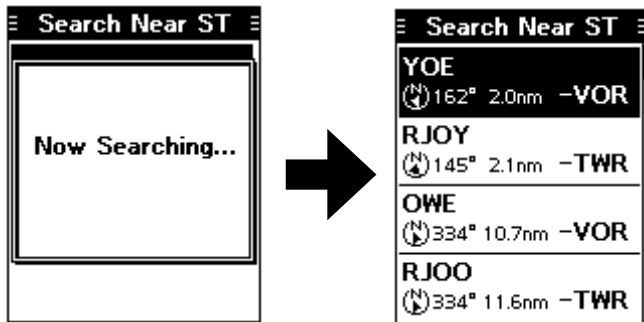 Search Near ST
Now Searching...
Search Near ST
YOE
N 162° 2.0nm -VOR
RJOY
N 145° 2.1nm -TWR
OWE
N 334° 10.7nm -VOR
RJOO
N 334° 11.6nm -TWR